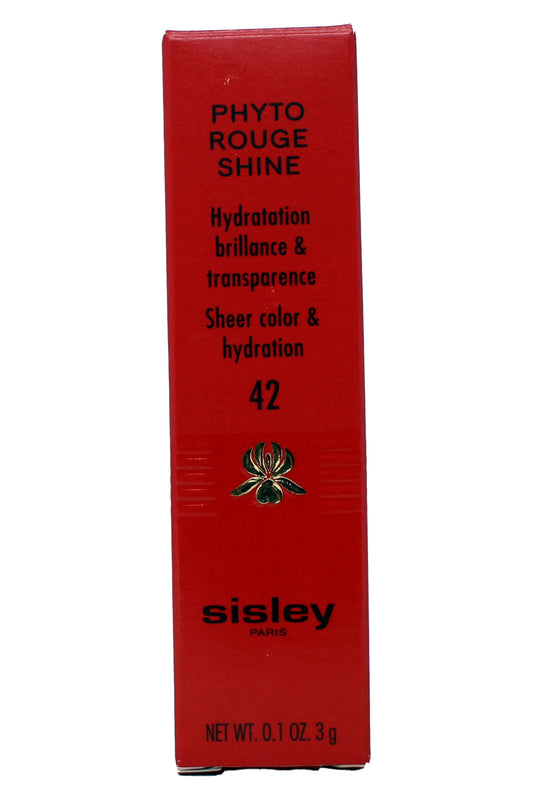 PHYTO
ROUGE
SHINE
Hydratation
brillance &
transparence
Sheer color &
hydration
42
sisley
PARIS
NET WT. 0.1 OZ. 3 g